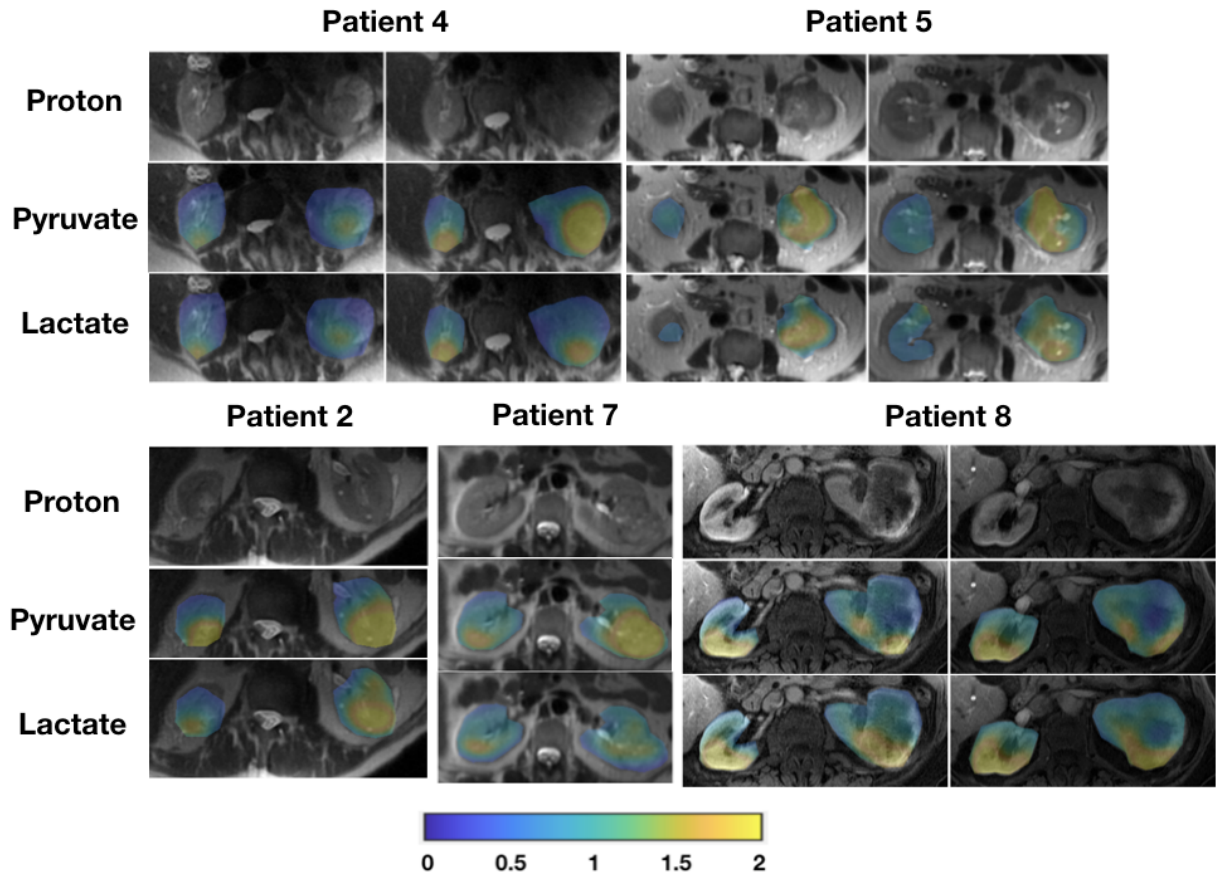 Patient 4 Patient 5
Proton
Pyruvate
Lactate
Patient 2 Patient 7 Patient 8
Proton
Pyruvate
Lactate
0 0.5 1 1.5 2